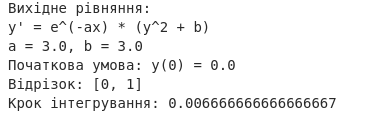 Вихідне рівняння:
y' = e^(-ax) * (y^2 + b)
a = 3.0, b = 3.0
Початкова умова: y(0) = 0.0
Відрізок: [0, 1]
Крок інтегрування: 0.006666666666666667